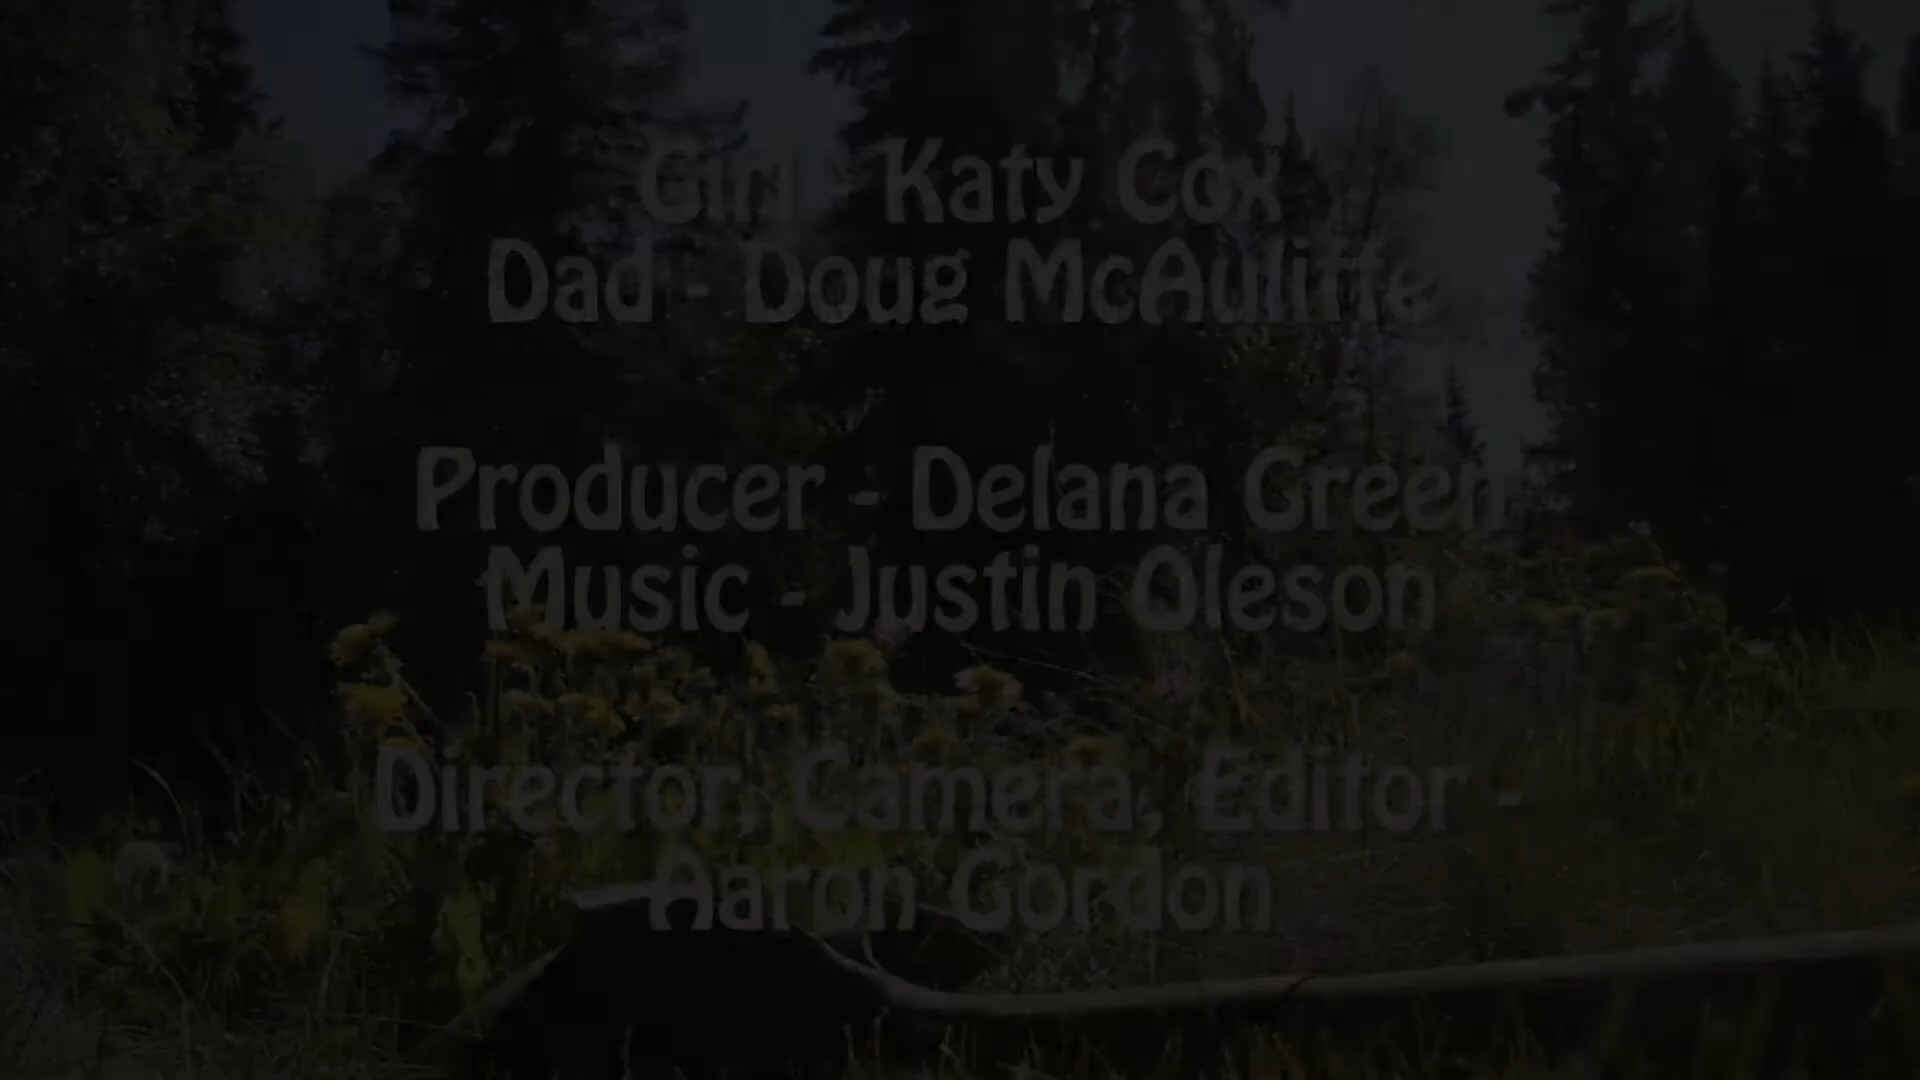 Girl - Katy Cox
Dad - Doug McAuliffe
Producer - Delana Green
Music - Justin Oleson
Director, Camera, Editor -
Aaron Gordon